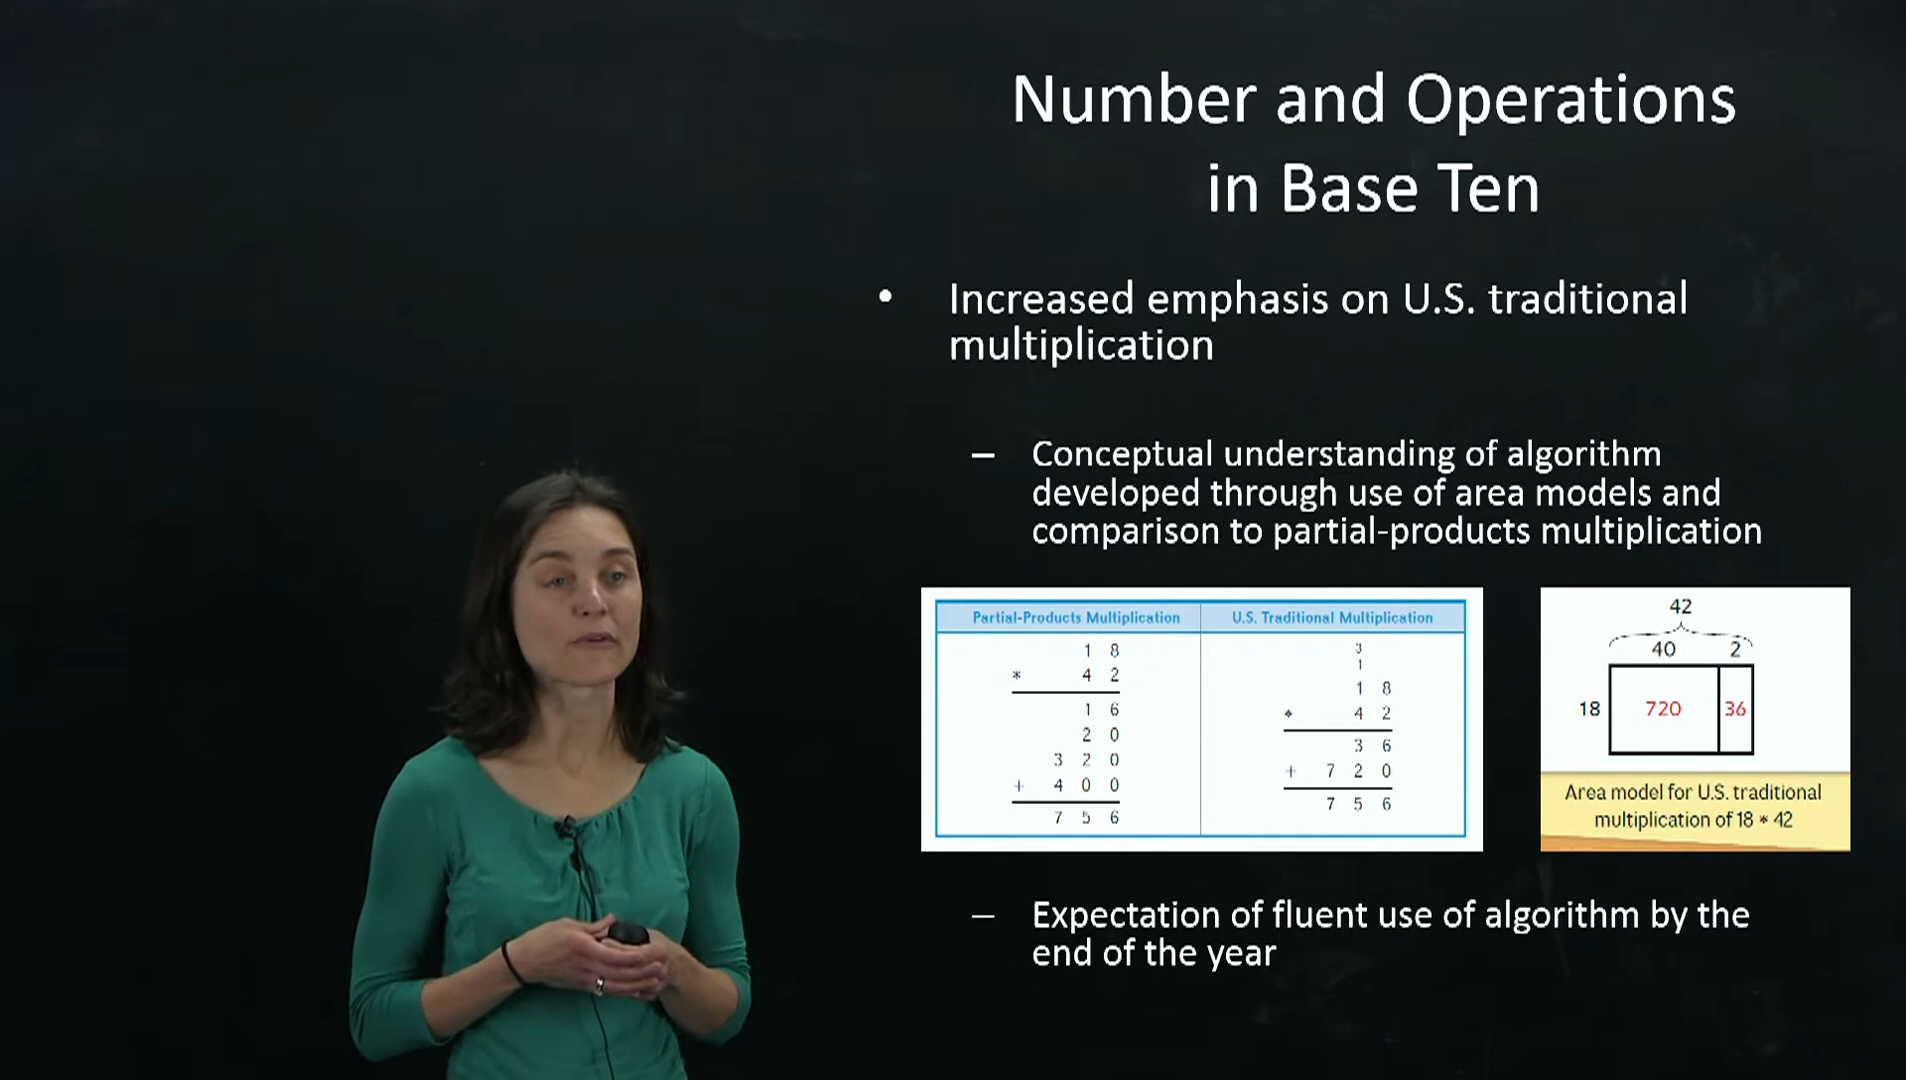 Number and Operations
in Base Ten
• Increased emphasis on U.S. traditional
multiplication
– Conceptual understanding of algorithm
developed through use of area models and
comparison to partial-products multiplication
Partial-Products Multiplication
1 8
* 4 2
1 6
2 0
3 2 0
+ 4 0 0
7 5 6
U.S. Traditional Multiplication
3
1
1 8
* 4 2
3 6
+ 7 2 0
7 5 6
42
40 2
18 720 36
Area model for U.S. traditional
multiplication of 18 * 42
– Expectation of fluent use of algorithm by the
end of the year